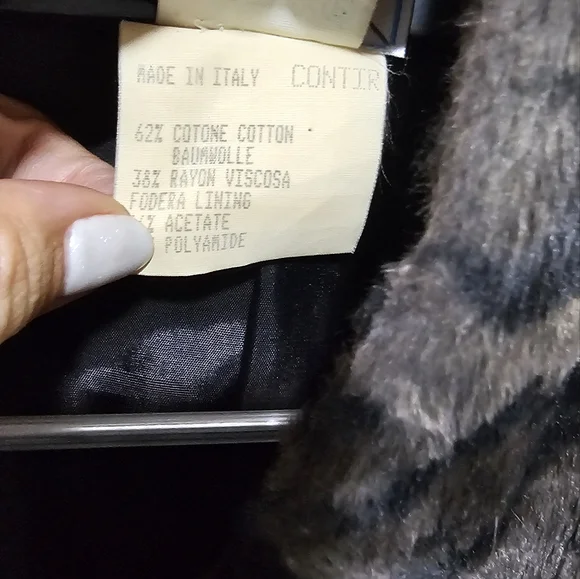 MADE IN ITALY CONTIR
62% COTONE COTTON
BAUMWOLLE
38% RAYON VISCOSA
FODERA LINING
ACETATE
POLYAMIDE